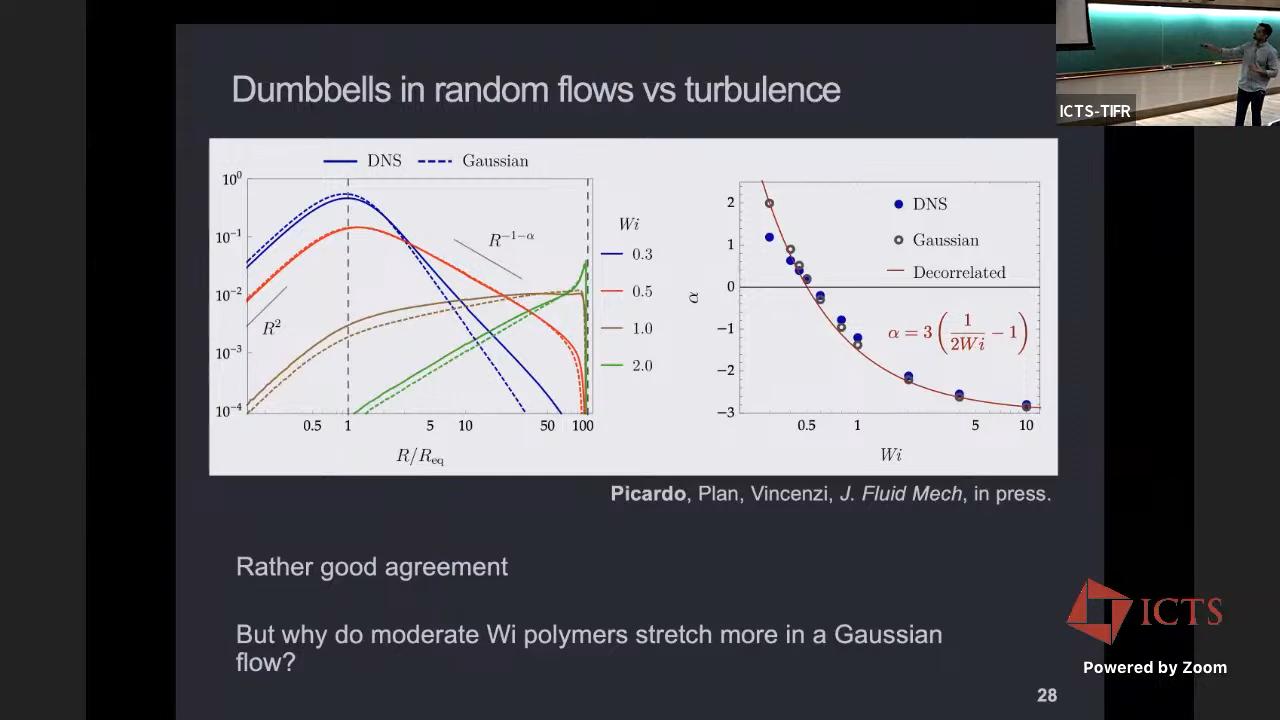 Dumbbells in random flows vs turbulence
ICTS-TIFR
DNS Gaussian
10⁰
10⁻¹
10⁻²
10⁻³
10⁻⁴
R⁻¹⁻ᵅ
R²
0.5 1 5 10 50 100
R/R_eq
Wi
0.3
0.5
1.0
2.0
2
1
0
−1
−2
−3
α
DNS
Gaussian
Decorrelated
α = 3 (1/2Wi − 1)
0.5 1 5 10
Wi
Picardo, Plan, Vincenzi, J. Fluid Mech, in press.
Rather good agreement
But why do moderate Wi polymers stretch more in a Gaussian
flow?
ICTS
Powered by Zoom
28